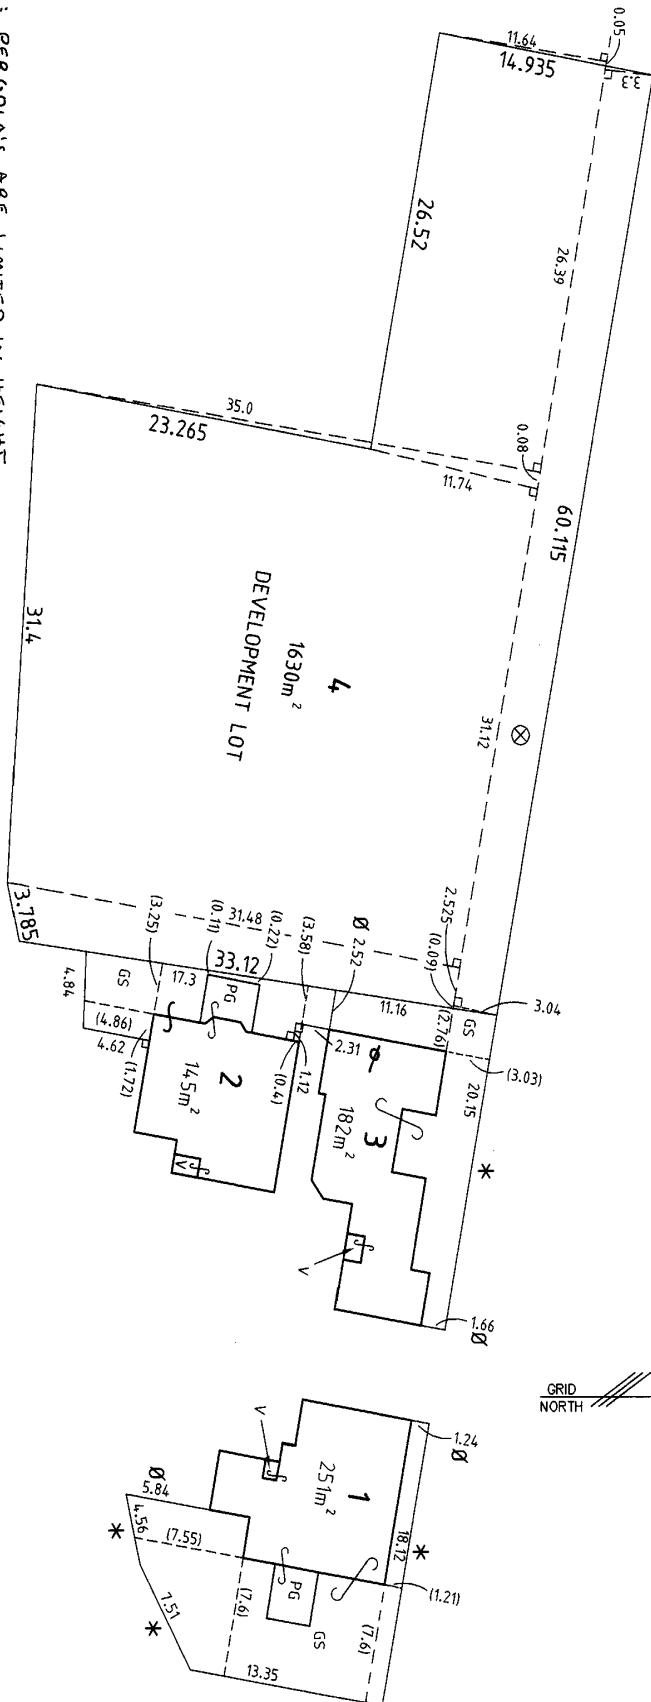 0.05
11.64
14.935
3.3
26.52
26.39
35.0
23.265
0.08
11.74
60.115
31.4
4
1630m²
DEVELOPMENT LOT
31.12
⊗
3.785
(3.25)
31.48
(0.11)
(0.22)
(3.58)
Ø 2.52
2.525
(0.09)
4.84
GS
17.3
33.12
PG
11.16
(2.76)
GS
3.04
(4.86)
4.62
(1.72)
2
145m²
(0.4)
1.12
2.31
3
182m²
(3.03)
20.15
*
V
V
1.66
Ø
GRID
NORTH
V
1
251m²
1.24
Ø
Ø
5.84
4.56
*
(7.55)
18.12
*
7.51
*
(7.6)
PG
GS
(7.6)
(1.21)
13.35
: PERGOLA'S ARE LIMITED IN HEIGHT